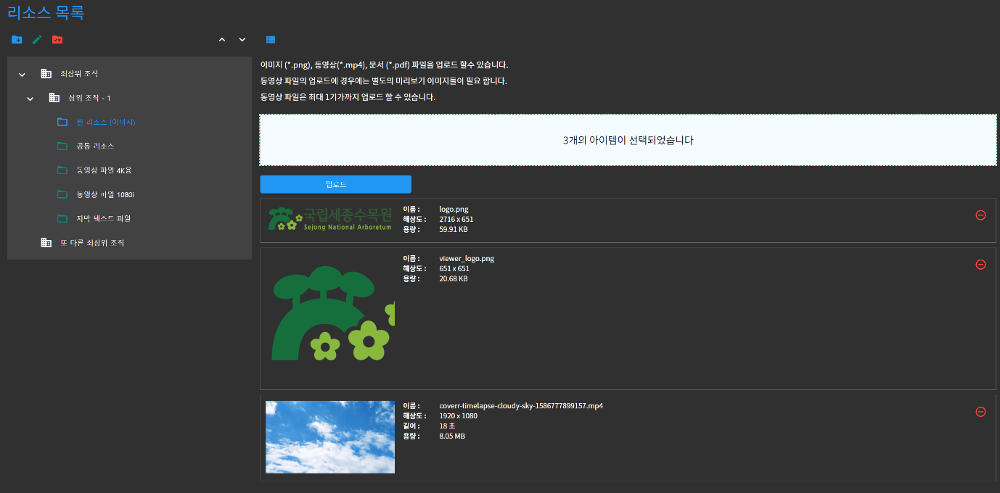 리소스 목록
최상위 조직
상위 조직 - 1
씬 리소스 (이미지)
공통 리소스
동영상 파일 4K용
동영상 파일 1080i
자막 텍스트 파일
또 다른 최상위 조직
이미지 (*.png), 동영상(*.mp4), 문서 (*.pdf) 파일을 업로드 할수 있습니다.
동영상 파일의 업로드에 경우에는 별도의 미리보기 이미지들이 필요 합니다.
동영상 파일은 최대 1기가까지 업로드 할 수 있습니다.
3개의 아이템이 선택되었습니다
업로드
국립세종수목원
Sejong National Arboretum
이름 : logo.png
해상도 : 2716 x 651
용량 : 59.91 KB
이름 : viewer_logo.png
해상도 : 651 x 651
용량 : 20.68 KB
이름 : coverr-timelapse-cloudy-sky-1586777899157.mp4
해상도 : 1920 x 1080
길이 : 18 초
용량 : 8.05 MB